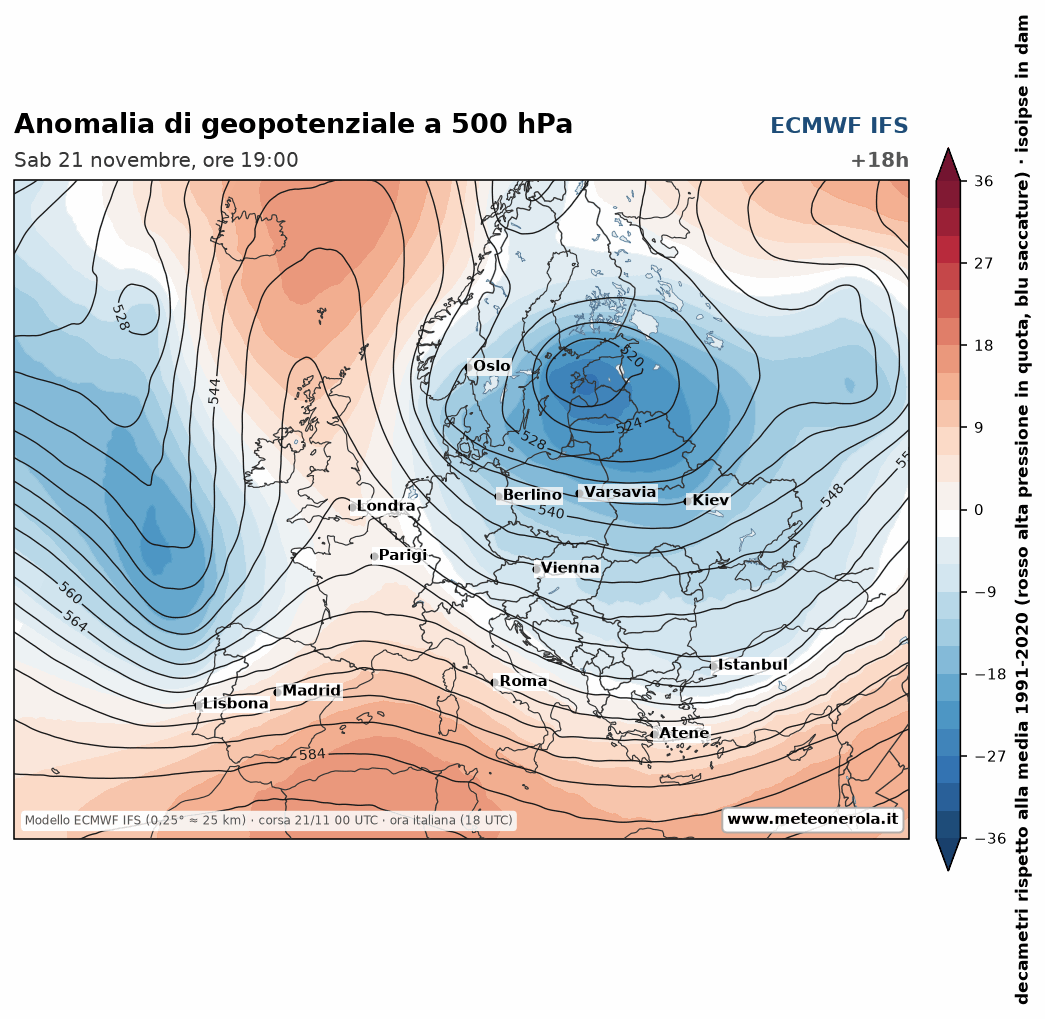 Anomalia di geopotenziale a 500 hPa
ECMWF IFS
Sab 21 novembre, ore 19:00
+18h
528
544
520
524
528
540
548
560
564
584
Oslo
Berlino
Varsavia
Kiev
Londra
Parigi
Vienna
Istanbul
Roma
Madrid
Lisbona
Atene
Modello ECMWF IFS (0,25° ≈ 25 km) · corsa 21/11 00 UTC · ora italiana (18 UTC)
www.meteonerola.it
36
27
18
9
0
−9
−18
−27
−36
decametri rispetto alla media 1991-2020 (rosso alta pressione in quota, blu saccature) · isoipse in dam